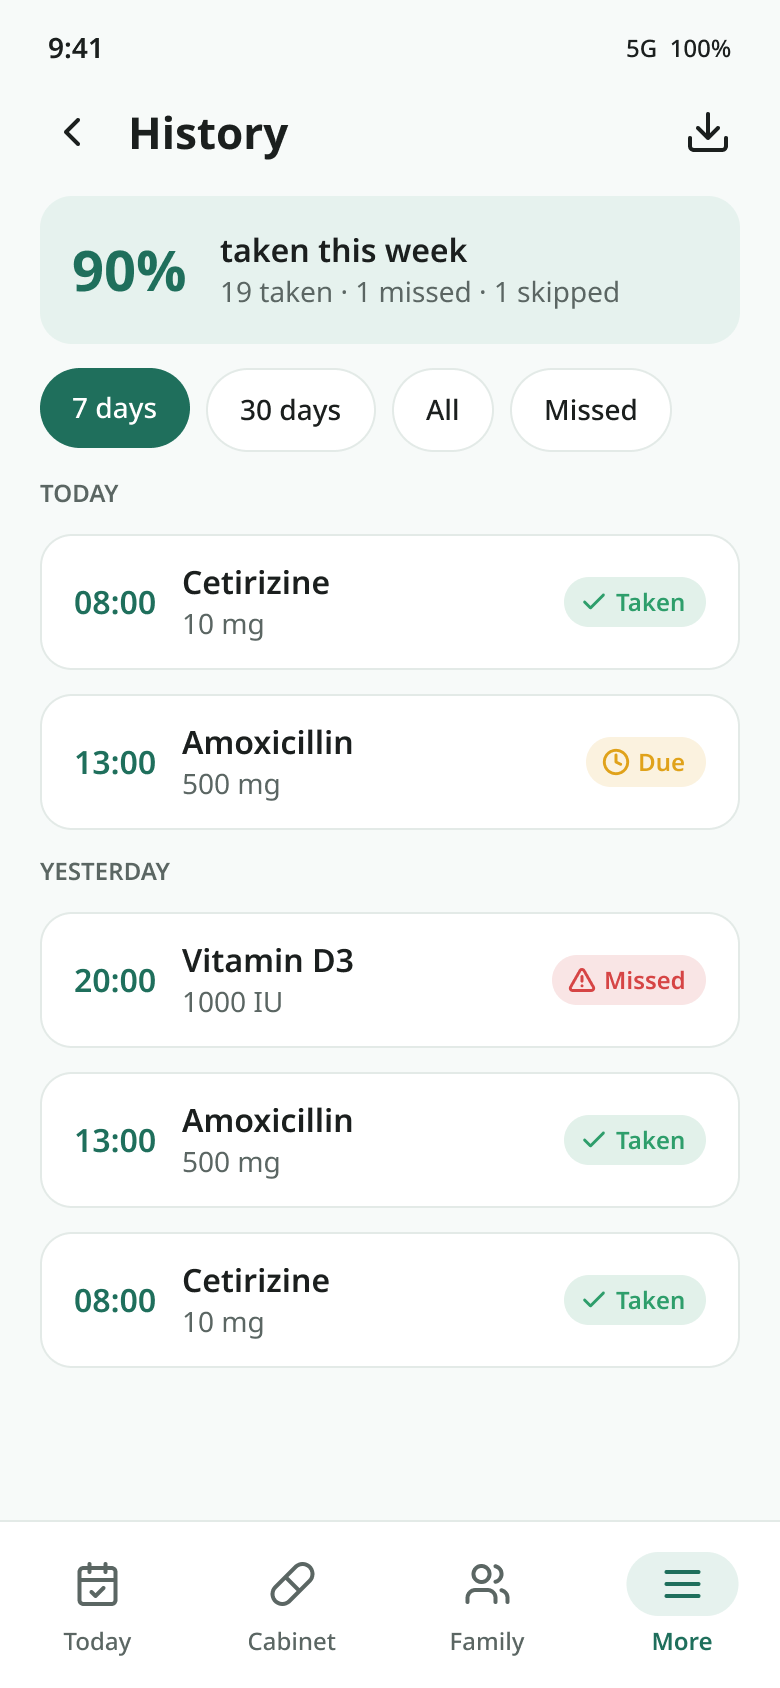 9:41
5G 100%
History
90%
taken this week
19 taken · 1 missed · 1 skipped
7 days
30 days
All
Missed
TODAY
08:00
Cetirizine
10 mg
Taken
13:00
Amoxicillin
500 mg
Due
YESTERDAY
20:00
Vitamin D3
1000 IU
Missed
13:00
Amoxicillin
500 mg
Taken
08:00
Cetirizine
10 mg
Taken
Today
Cabinet
Family
More